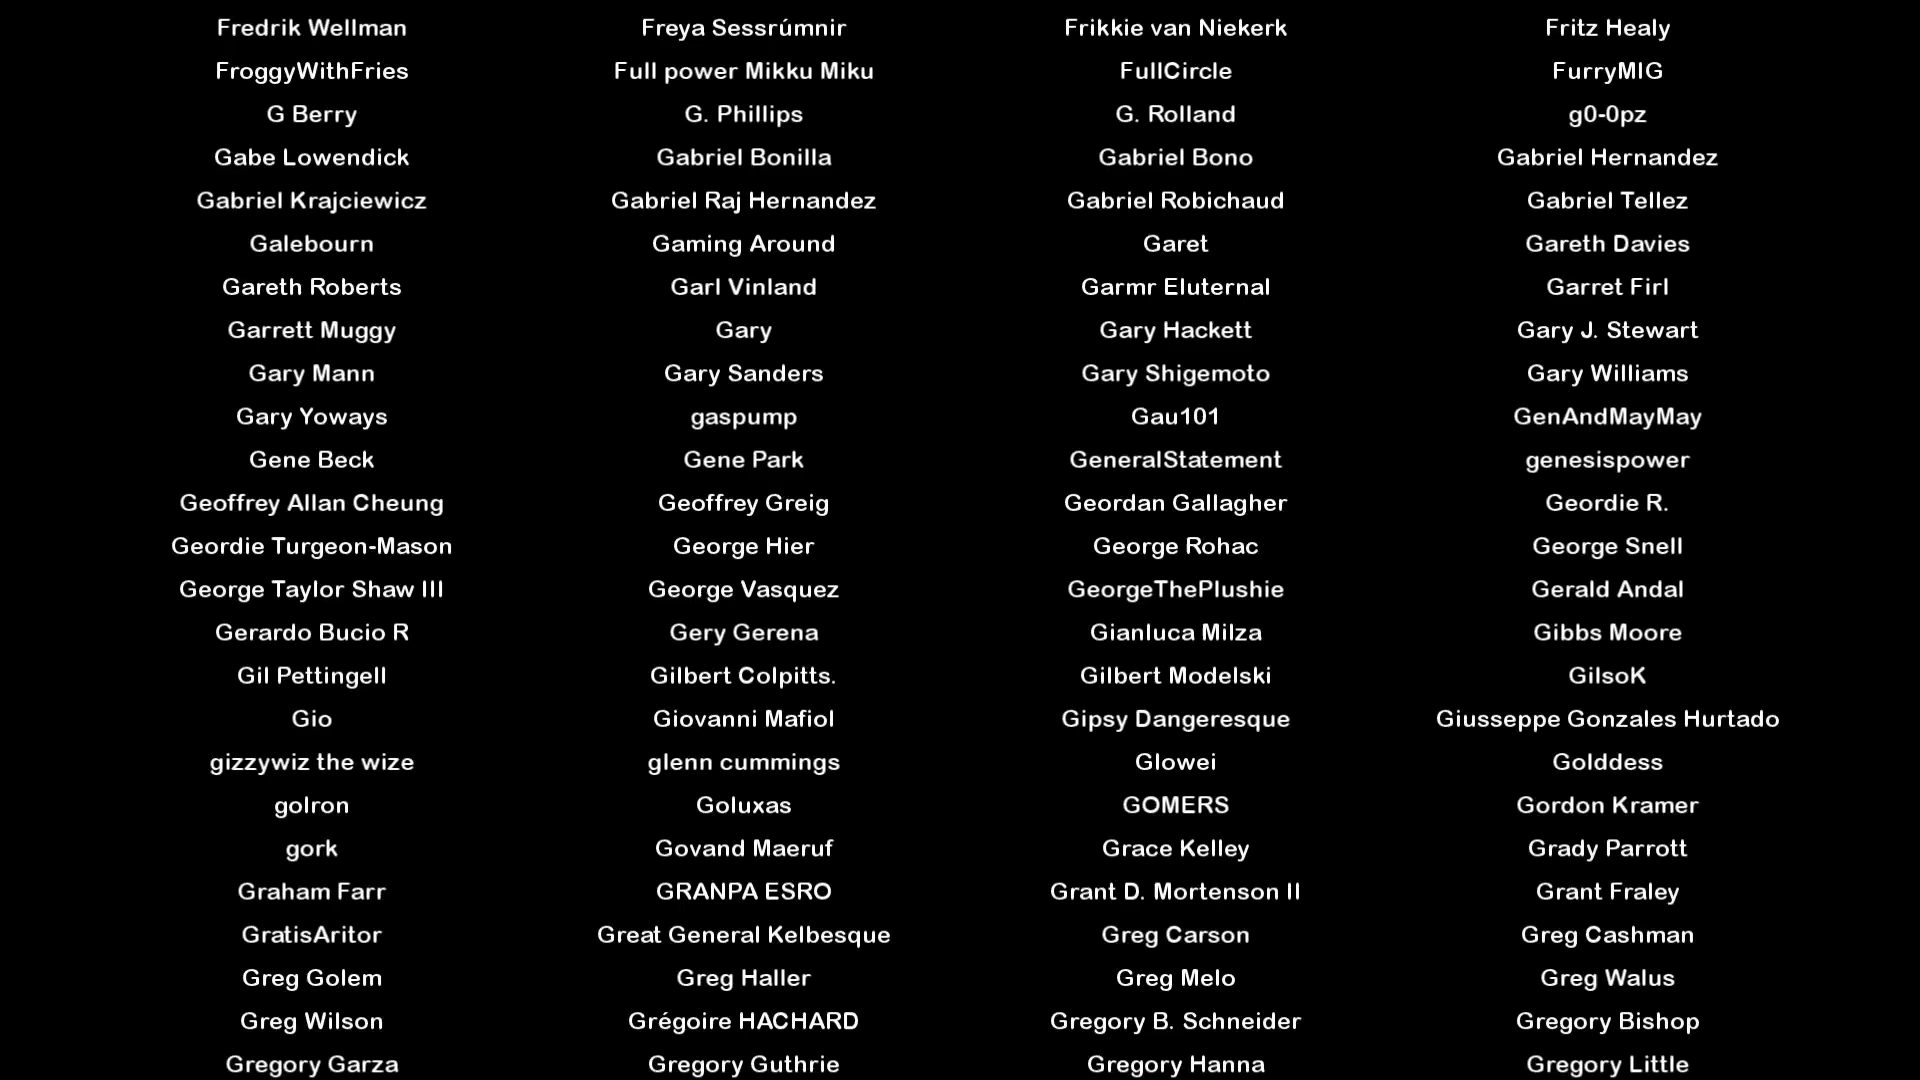 Fredrik Wellman Freya Sessrúmnir Frikkie van Niekerk Fritz Healy
FroggyWithFries Full power Mikku Miku FullCircle FurryMIG
G Berry G. Phillips G. Rolland g0-0pz
Gabe Lowendick Gabriel Bonilla Gabriel Bono Gabriel Hernandez
Gabriel Krajciewicz Gabriel Raj Hernandez Gabriel Robichaud Gabriel Tellez
Galebourn Gaming Around Garet Gareth Davies
Gareth Roberts Garl Vinland Garmr Eluternal Garret Firl
Garrett Muggy Gary Gary Hackett Gary J. Stewart
Gary Mann Gary Sanders Gary Shigemoto Gary Williams
Gary Yoways gaspump Gau101 GenAndMayMay
Gene Beck Gene Park GeneralStatement genesispower
Geoffrey Allan Cheung Geoffrey Greig Geordan Gallagher Geordie R.
Geordie Turgeon-Mason George Hier George Rohac George Snell
George Taylor Shaw III George Vasquez GeorgeThePlushie Gerald Andal
Gerardo Bucio R Gery Gerena Gianluca Milza Gibbs Moore
Gil Pettingell Gilbert Colpitts. Gilbert Modelski GilsoK
Gio Giovanni Mafiol Gipsy Dangeresque Giusseppe Gonzales Hurtado
gizzywiz the wize glenn cummings Glowei Golddess
golron Goluxas GOMERS Gordon Kramer
gork Govand Maeruf Grace Kelley Grady Parrott
Graham Farr GRANPA ESRO Grant D. Mortenson II Grant Fraley
GratisAritor Great General Kelbesque Greg Carson Greg Cashman
Greg Golem Greg Haller Greg Melo Greg Walus
Greg Wilson Grégoire HACHARD Gregory B. Schneider Gregory Bishop
Gregory Garza Gregory Guthrie Gregory Hanna Gregory Little